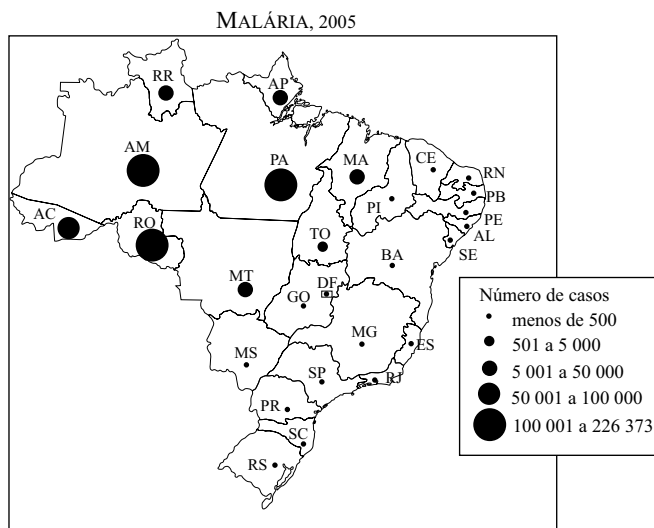 MALÁRIA, 2005
RR
AP
AM
PA
MA
CE
RN
PB
PI
PE
AC
RO
AL
TO
SE
BA
MT
DF
GO
Número de casos
menos de 500
MG
ES
501 a 5 000
MS
5 001 a 50 000
SP
RJ
50 001 a 100 000
PR
100 001 a 226 373
SC
RS